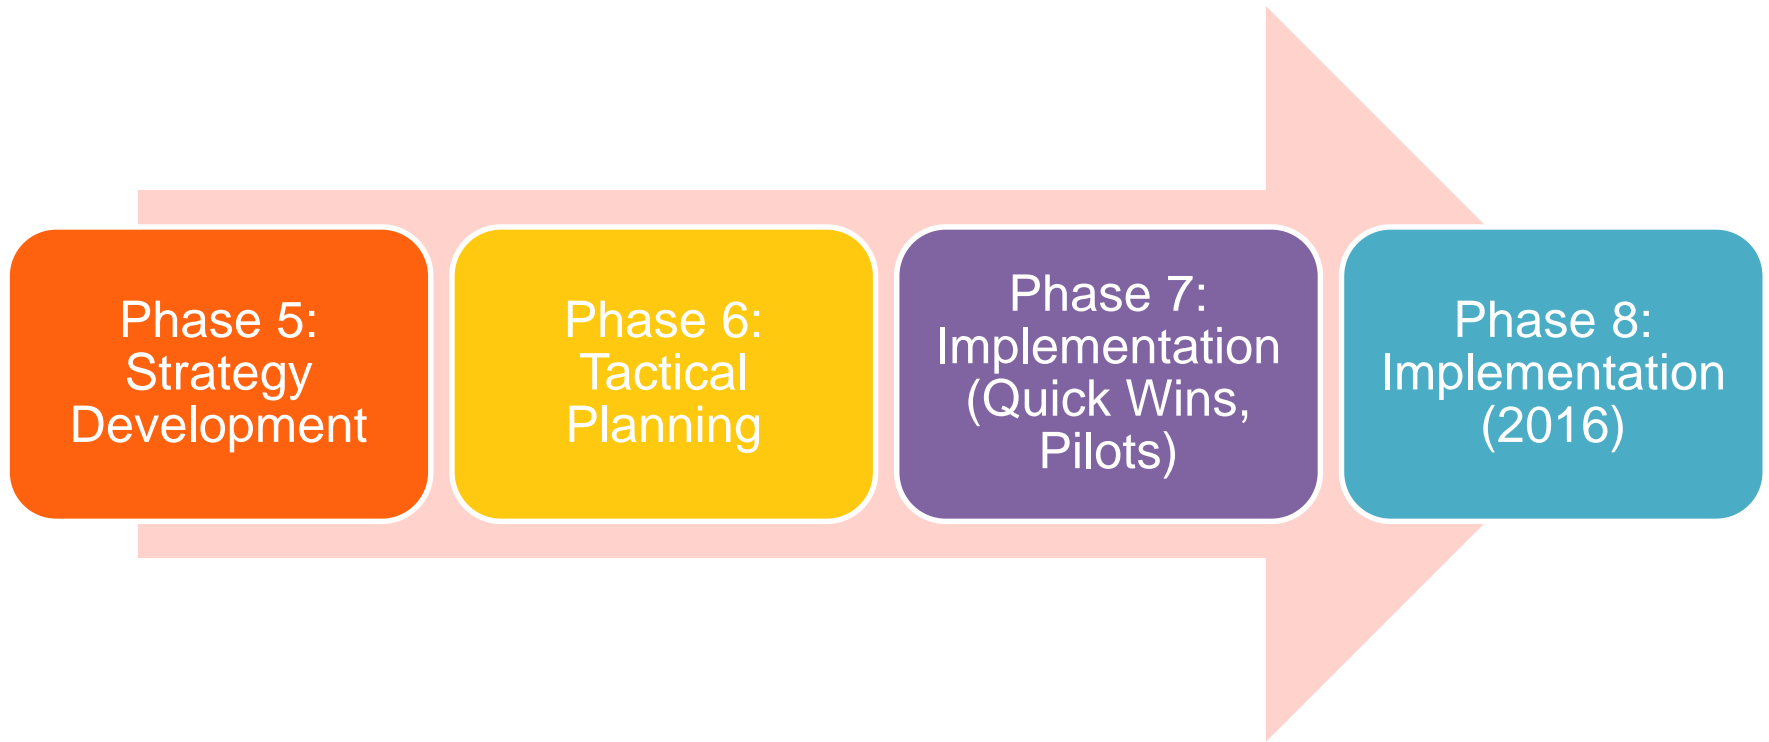 Phase 5:
Strategy
Development
Phase 6:
Tactical
Planning
Phase 7:
Implementation
(Quick Wins,
Pilots)
Phase 8:
Implementation
(2016)